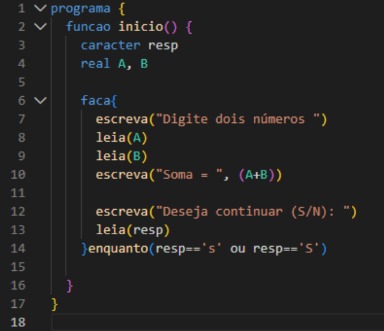 1 programa {
2 funcao inicio() {
3 caracter resp
4 real A, B
5
6 faca{
7 escreva("Digite dois números ")
8 leia(A)
9 leia(B)
10 escreva("Soma = ", (A+B))
11
12 escreva("Deseja continuar (S/N): ")
13 leia(resp)
14 }enquanto(resp=='s' ou resp=='S')
15
16 }
17 }
18